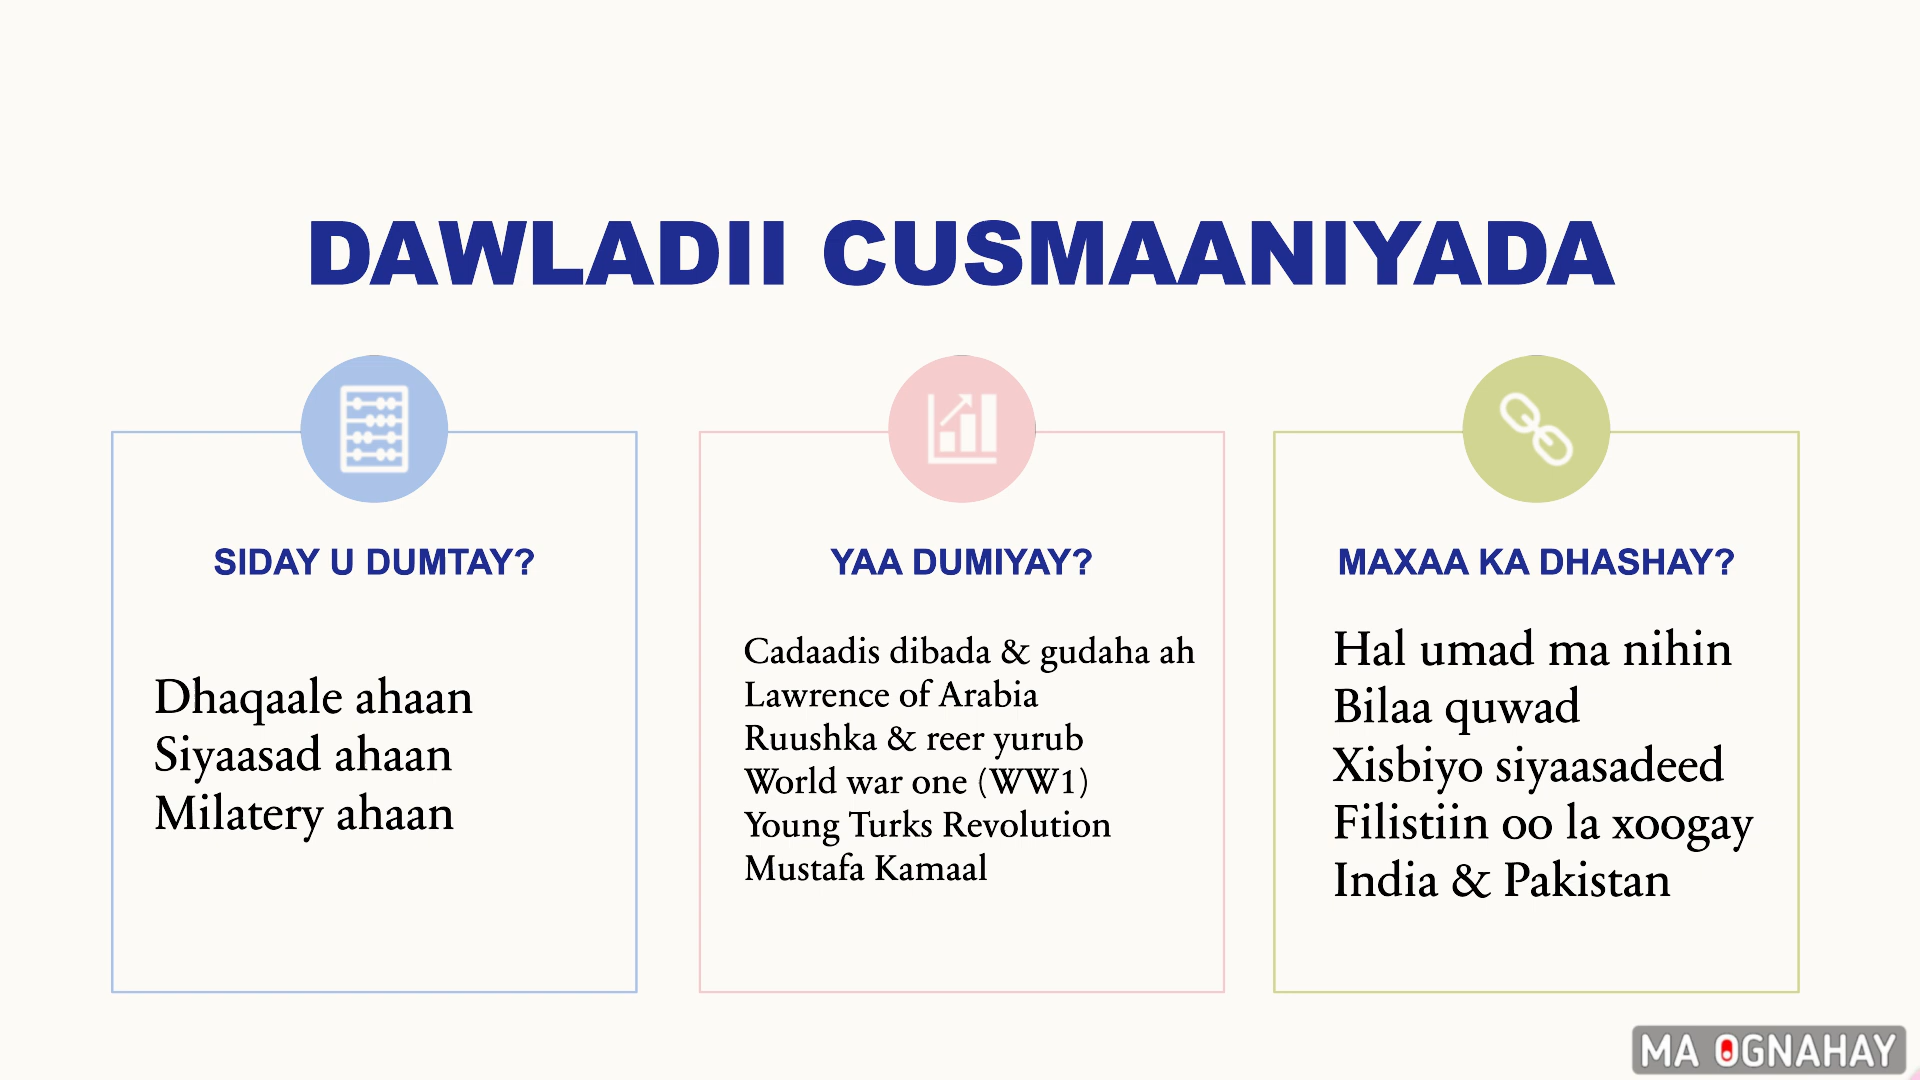 DAWLADII CUSMAANIYADA
SIDAY U DUMTAY?
Dhaqaale ahaan
Siyaasad ahaan
Milatery ahaan
YAA DUMIYAY?
Cadaadis dibada & gudaha ah
Lawrence of Arabia
Ruushka & reer yurub
World war one (WW1)
Young Turks Revolution
Mustafa Kamaal
MAXAA KA DHASHAY?
Hal umad ma nihin
Bilaa quwad
Xisbiyo siyaasadeed
Filistiin oo la xoogay
India & Pakistan
MA OGNAHAY